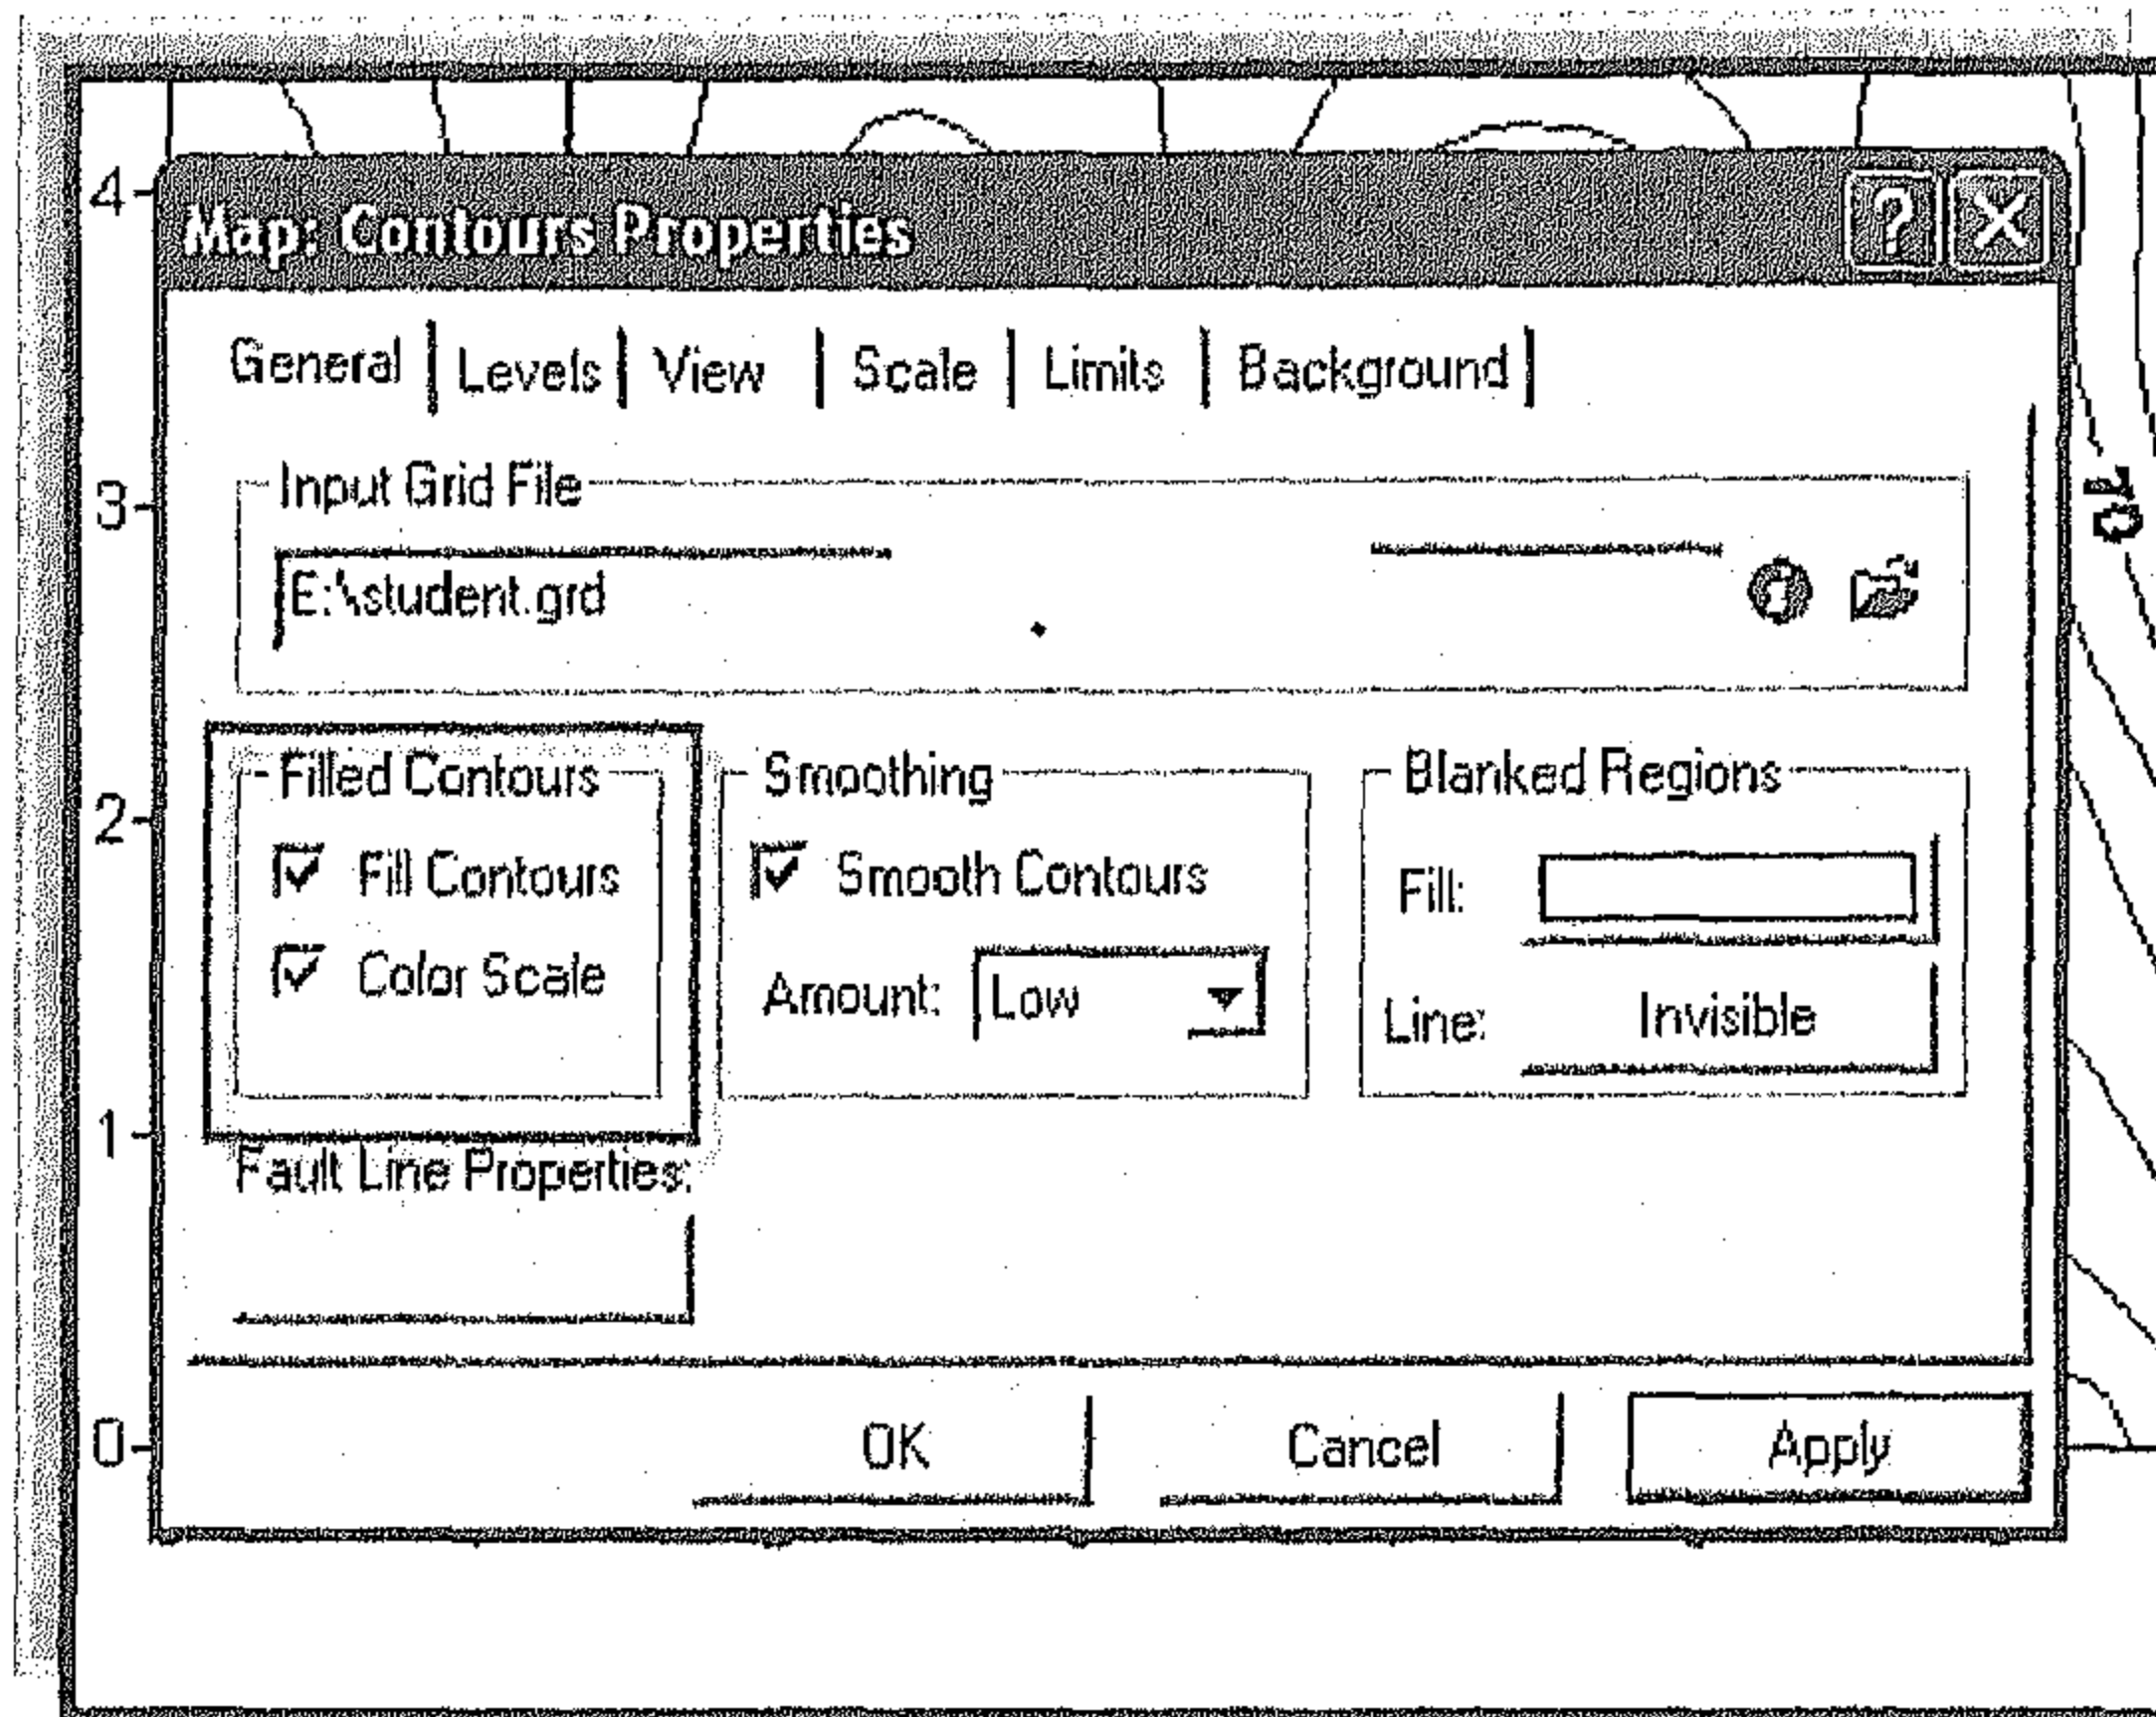 4
Map: Contours Properties
General Levels View Scale Limits Background
3
Input Grid File
E:\student.grd
Filled Contours Smoothing Blanked Regions
2
Fill Contours Smooth Contours Fill:
Color Scale Amount: Low Line: Invisible
1
Fault Line Properties:
0
OK Cancel Apply